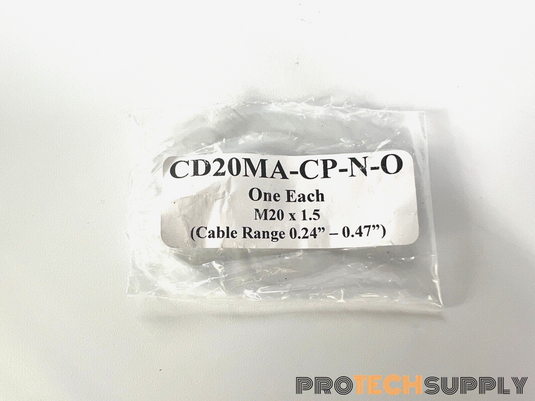 CD20MA-CP-N-O
One Each
M20 x 1.5
(Cable Range 0.24” – 0.47”)
PROTECHSUPPLY